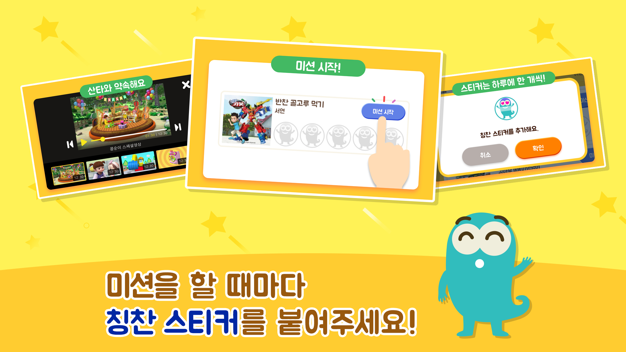 산타와 약속해요
미션 시작!
반찬 골고루 먹기
서안
미션 시작
스티커는 하루에 한 개씩!
칭찬 스티커를 추가해요.
취소
확인
미션을 할 때마다
칭찬 스티커를 붙여주세요!